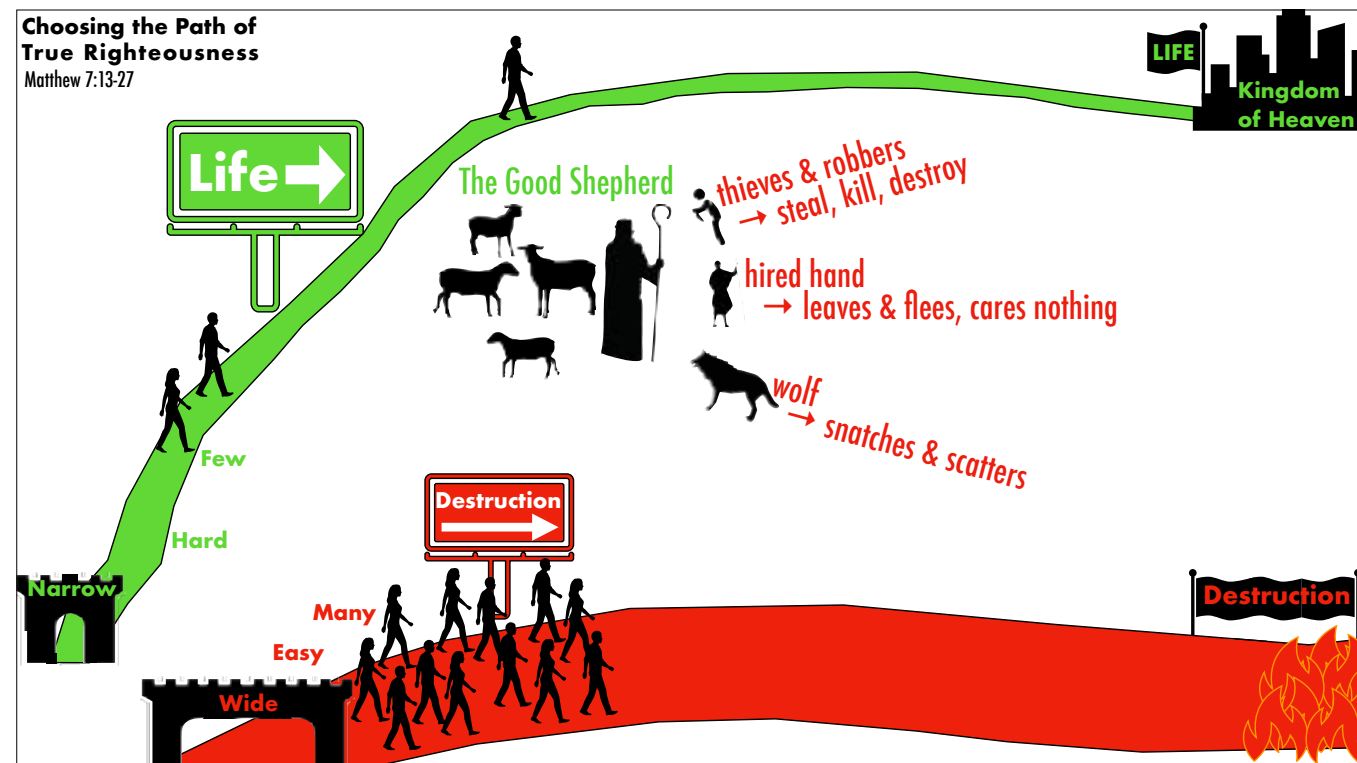 Choosing the Path of
True Righteousness
Matthew 7:13-27
LIFE
Kingdom
of Heaven
Life
The Good Shepherd
thieves & robbers
→ steal, kill, destroy
hired hand
→ leaves & flees, cares nothing
wolf
→ snatches & scatters
Few
Hard
Narrow
Destruction
Many
Easy
Wide
Destruction